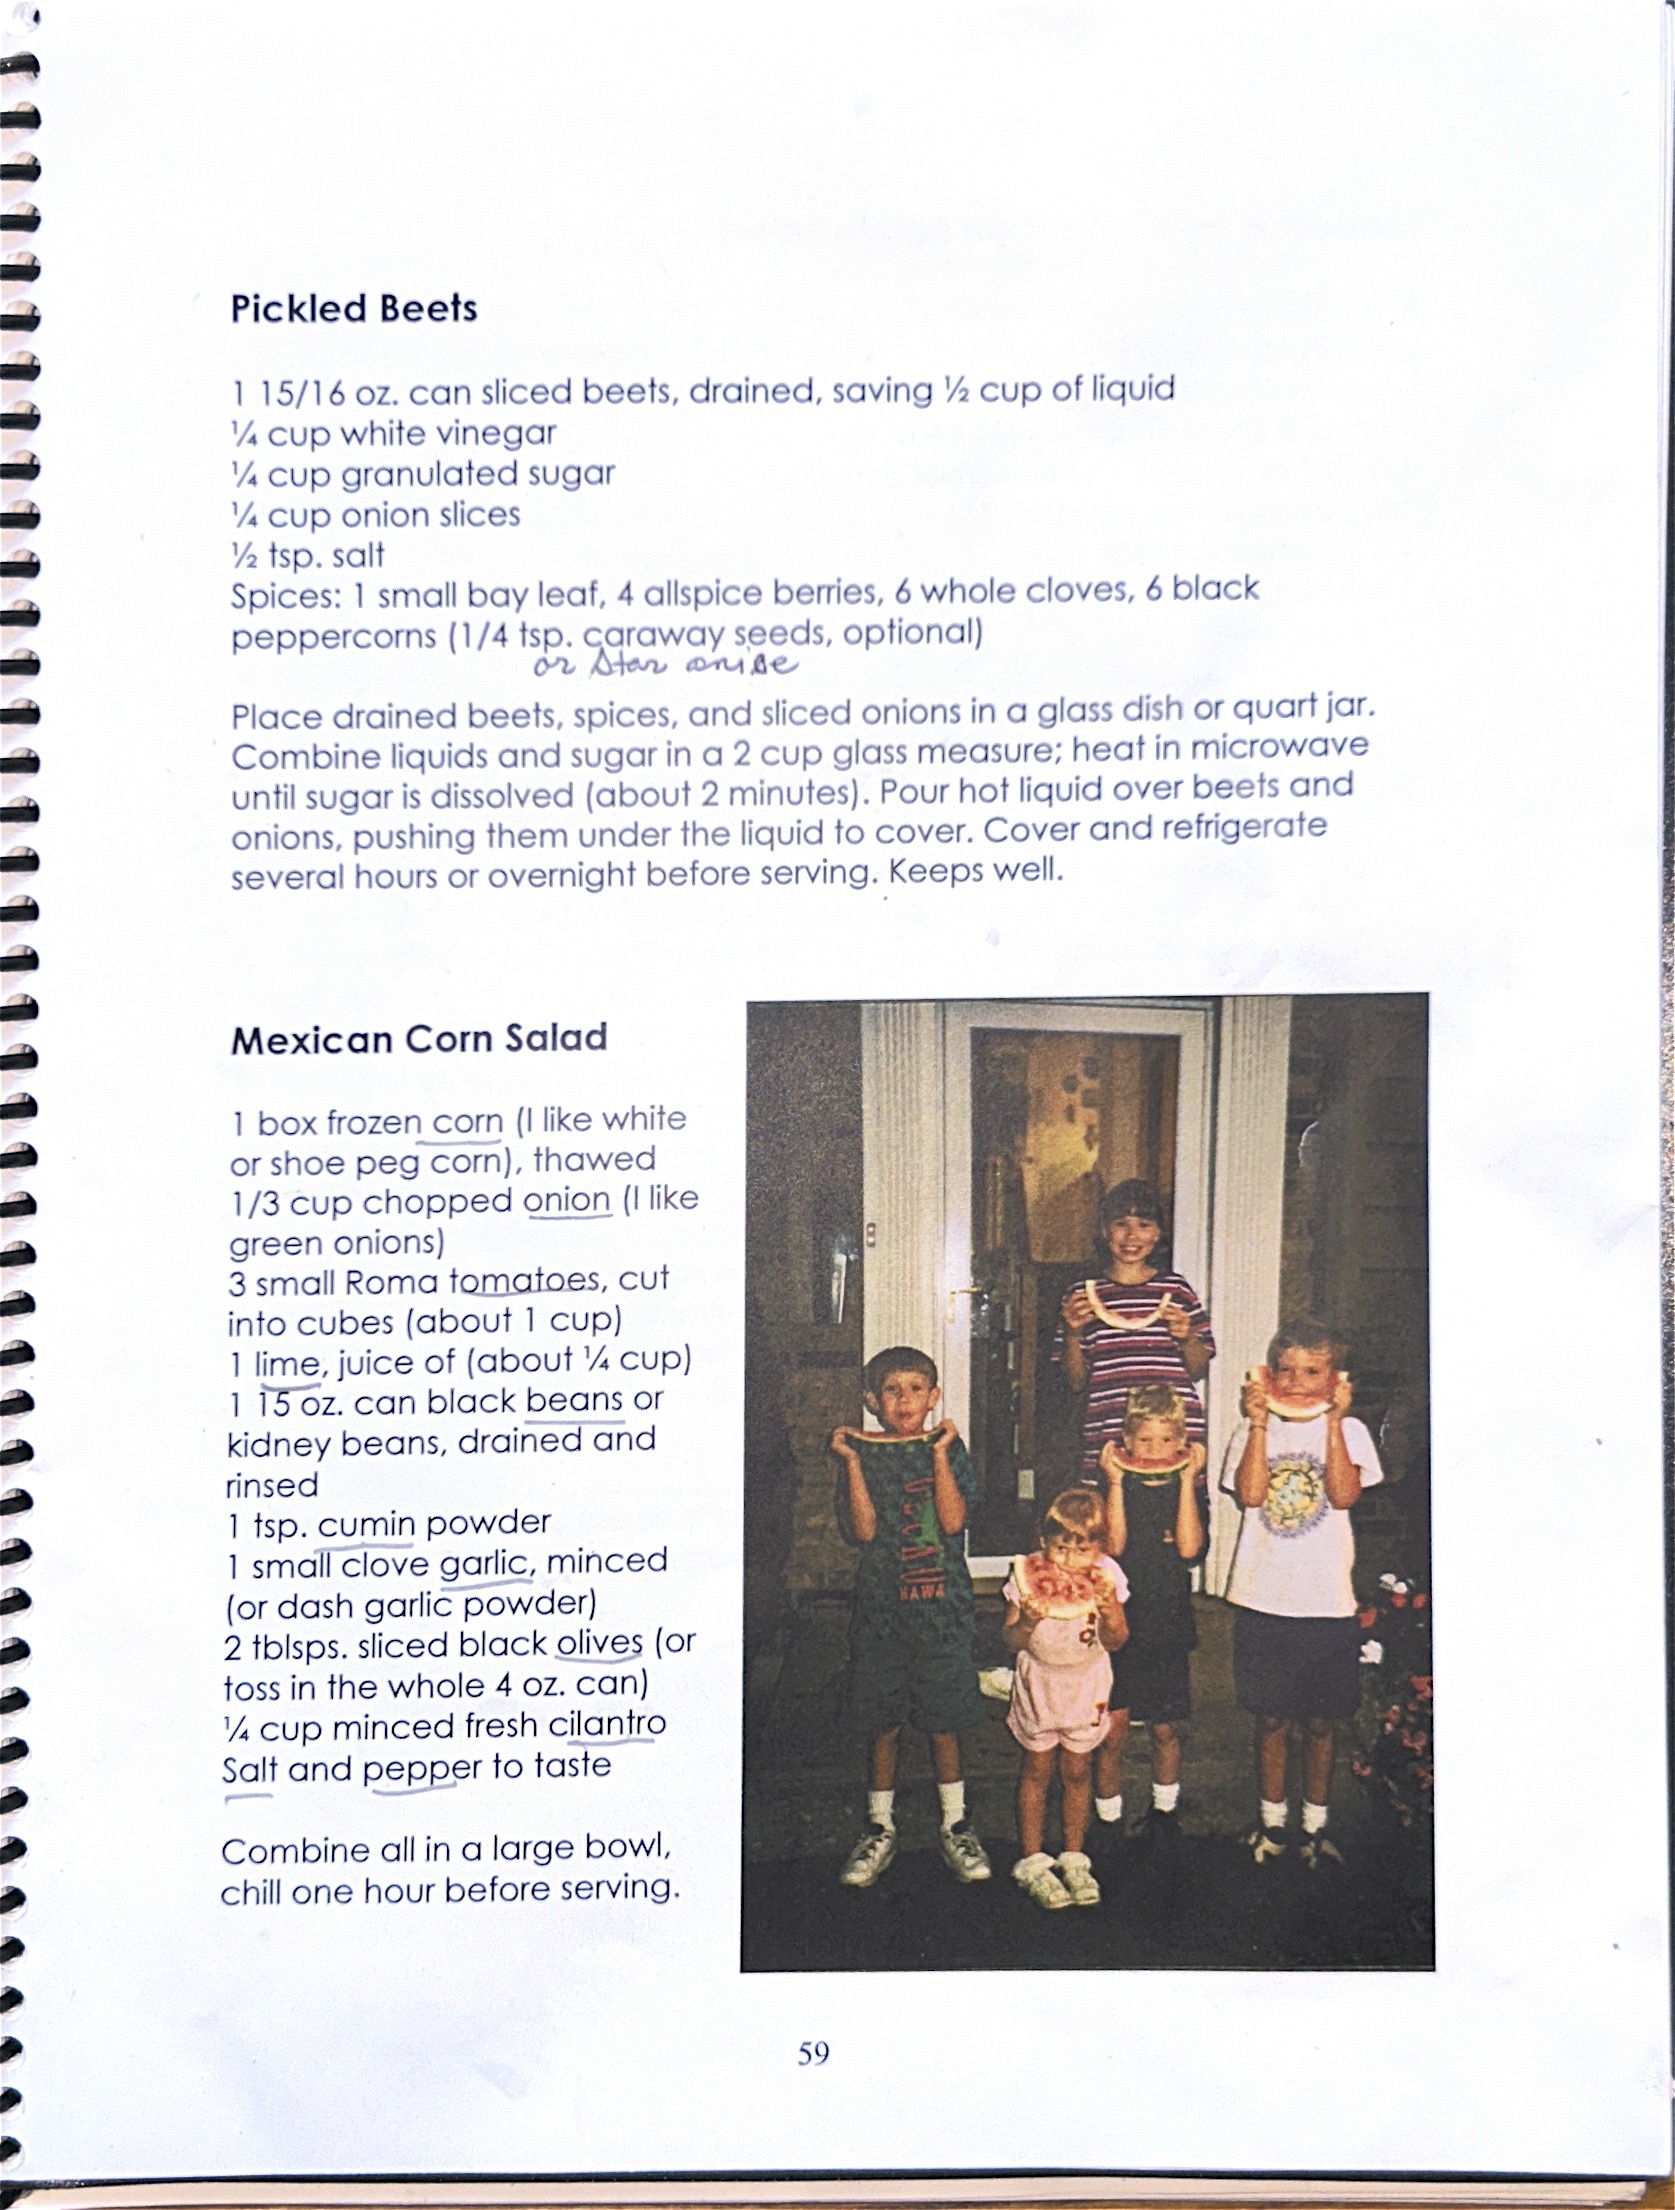 Pickled Beets
1 15/16 oz. can sliced beets, drained, saving ½ cup of liquid
¼ cup white vinegar
¼ cup granulated sugar
¼ cup onion slices
½ tsp. salt
Spices: 1 small bay leaf, 4 allspice berries, 6 whole cloves, 6 black
peppercorns (1/4 tsp. caraway seeds, optional)
or star anise
Place drained beets, spices, and sliced onions in a glass dish or quart jar.
Combine liquids and sugar in a 2 cup glass measure; heat in microwave
until sugar is dissolved (about 2 minutes). Pour hot liquid over beets and
onions, pushing them under the liquid to cover. Cover and refrigerate
several hours or overnight before serving. Keeps well.
Mexican Corn Salad
1 box frozen corn (I like white
or shoe peg corn), thawed
1/3 cup chopped onion (I like
green onions)
3 small Roma tomatoes, cut
into cubes (about 1 cup)
1 lime, juice of (about ¼ cup)
1 15 oz. can black beans or
kidney beans, drained and
rinsed
1 tsp. cumin powder
1 small clove garlic, minced
(or dash garlic powder)
2 tblsps. sliced black olives (or
toss in the whole 4 oz. can)
¼ cup minced fresh cilantro
Salt and pepper to taste
Combine all in a large bowl,
chill one hour before serving.
59